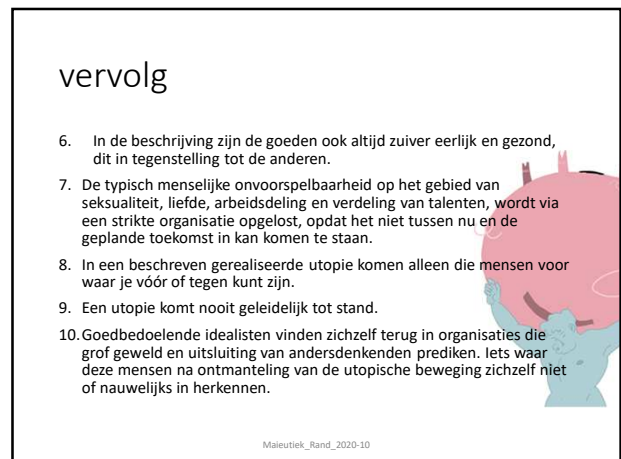 vervolg
6. In de beschrijving zijn de goeden ook altijd zuiver eerlijk en gezond,
dit in tegenstelling tot de anderen.
7. De typisch menselijke onvoorspelbaarheid op het gebied van
seksualiteit, liefde, arbeidsdeling en verdeling van talenten, wordt via
een strikte organisatie opgelost, opdat het niet tussen nu en de
geplande toekomst in kan komen te staan.
8. In een beschreven gerealiseerde utopie komen alleen die mensen voor
waar je vóór of tegen kunt zijn.
9. Een utopie komt nooit geleidelijk tot stand.
10. Goedbedoelende idealisten vinden zichzelf terug in organisaties die
grof geweld en uitsluiting van andersdenkenden prediken. Iets waar
deze mensen na ontmanteling van de utopische beweging zichzelf niet
of nauwelijks in herkennen.
Maieutiek_Rand_2020-10